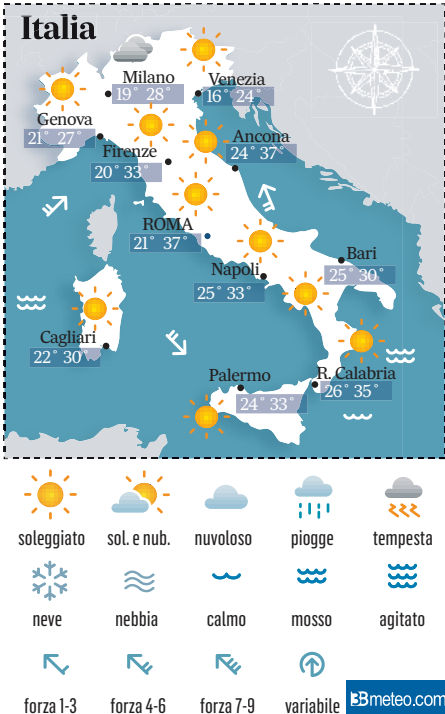 Italia
Milano
19° 28°
Venezia
16° 24°
Genova
21° 27°
Ancona
24° 37°
Firenze
20° 33°
ROMA
21° 37°
Bari
25° 30°
Napoli
25° 33°
Cagliari
22° 30°
Palermo
24° 33°
R. Calabria
26° 35°
soleggiato sol. e nub. nuvoloso piogge tempesta
neve nebbia calmo mosso agitato
forza 1-3 forza 4-6 forza 7-9 variabile
3Bmeteo.com